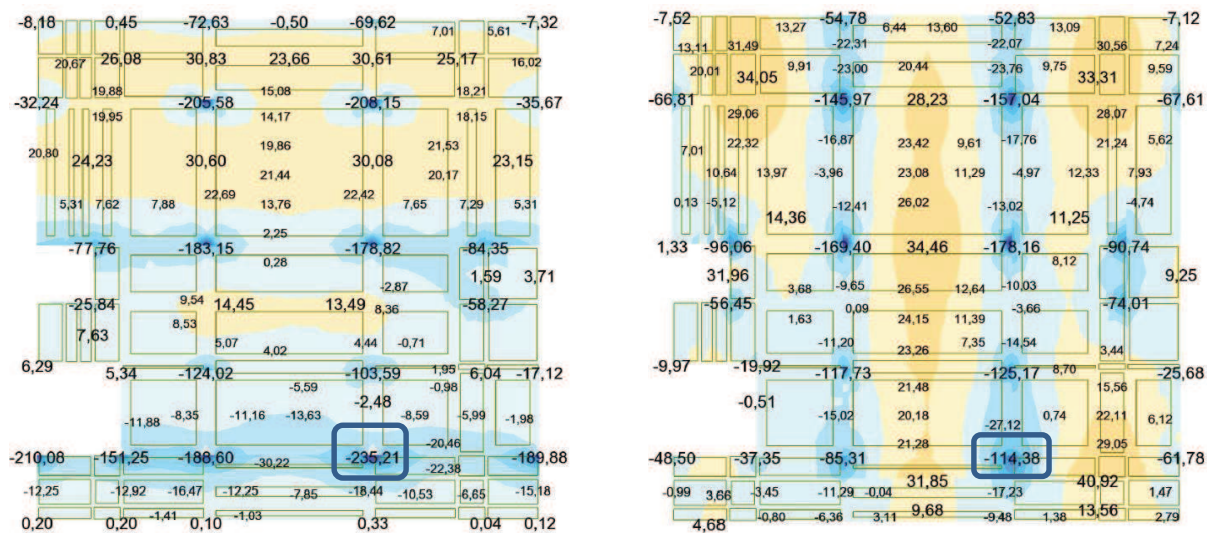 -8,18 0,45 -72,63 -0,50 -69,62 -7,32
7,01 5,61
20,67 26,08 30,83 23,66 30,61 25,17 16,02
19,88 15,08 18,21
-32,24 -205,58 -208,15 -35,67
19,95 14,17 18,15
20,80 24,23 30,60 19,86 30,08 21,53 23,15
21,44 20,17
22,69 22,42
5,31 7,62 7,88 13,76 7,65 7,29 5,31
2,25
-77,76 -183,15 -178,82 -84,35
0,28
1,59 3,71
-2,87
-25,84 9,54 14,45 13,49 8,36 -58,27
7,63 8,53
5,07 4,02 4,44 -0,71
6,29 5,34 -124,02 -103,59 1,95 6,04 -17,12
-5,59 -0,98
-2,48
-11,88 -8,35 -11,16 -13,63 -8,59 -5,99 -1,98
-20,46
-210,08 -151,25 -188,60 -30,22 -235,21 -22,38 -189,88
-12,25 -12,92 -16,47 -12,25 -7,85 -18,44 -10,53 -6,65 -15,18
-1,41 -1,03
0,20 0,20 0,10 0,33 0,04 0,12
-7,52 -54,78 -52,83 -7,12
13,27 6,44 13,60 13,09
13,11 31,49 -22,31 -22,07 30,56 7,24
20,01 34,05 9,91 -23,00 20,44 -23,76 9,75 33,31 9,59
-66,81 -145,97 28,23 -157,04 -67,61
29,06 28,07
7,01 22,32 -16,87 23,42 9,61 -17,76 21,24 5,62
10,64 13,97 -3,96 23,08 11,29 -4,97 12,33 7,93
0,13 -5,12 -12,41 26,02 -13,02 -4,74
14,36 11,25
1,33 -96,06 -169,40 34,46 -178,16 -90,74
8,12
31,96 9,25
3,68 -9,65 26,55 12,64 -10,03
-56,45 0,09 -3,66 -74,01
1,63 24,15 11,39
-11,20 23,26 7,35 -14,54 3,44
-9,97 -19,92 -117,73 -125,17 8,70 -25,68
21,48 15,56
-0,51
-15,02 20,18 0,74 22,11 6,12
-27,12
21,28 29,05
-48,50 -37,35 -85,31 -114,38 -61,78
31,85 40,92
-0,99 3,66 -3,45 -11,29 -0,04 -17,23 1,47
9,68 13,56
4,68 -0,80 -6,36 3,11 -9,48 1,38 2,79